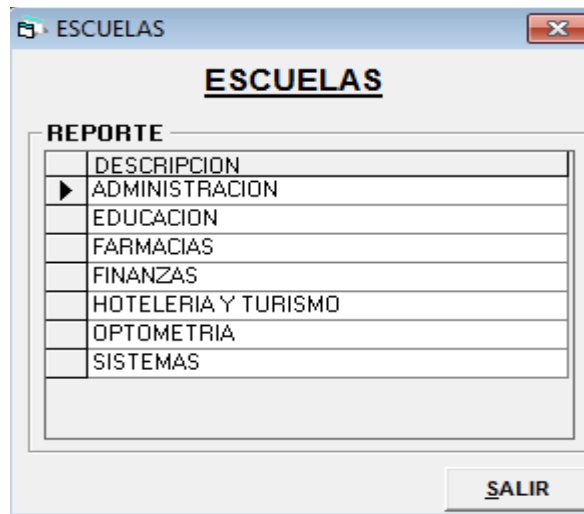 ESCUELAS
ESCUELAS
REPORTE
DESCRIPCION
ADMINISTRACION
EDUCACION
FARMACIAS
FINANZAS
HOTELERIA Y TURISMO
OPTOMETRIA
SISTEMAS
SALIR